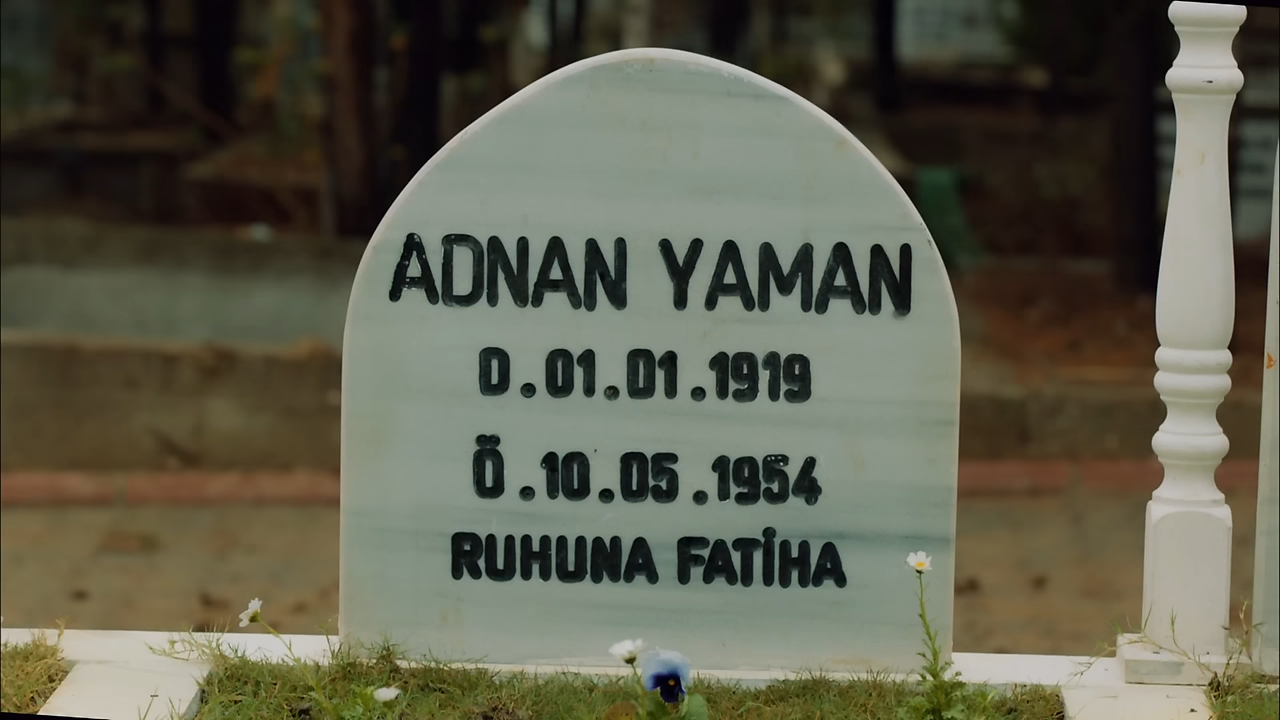 ADNAN YAMAN
D.01.01.1919
Ö.10.05.1954
RUHUNA FATİHA